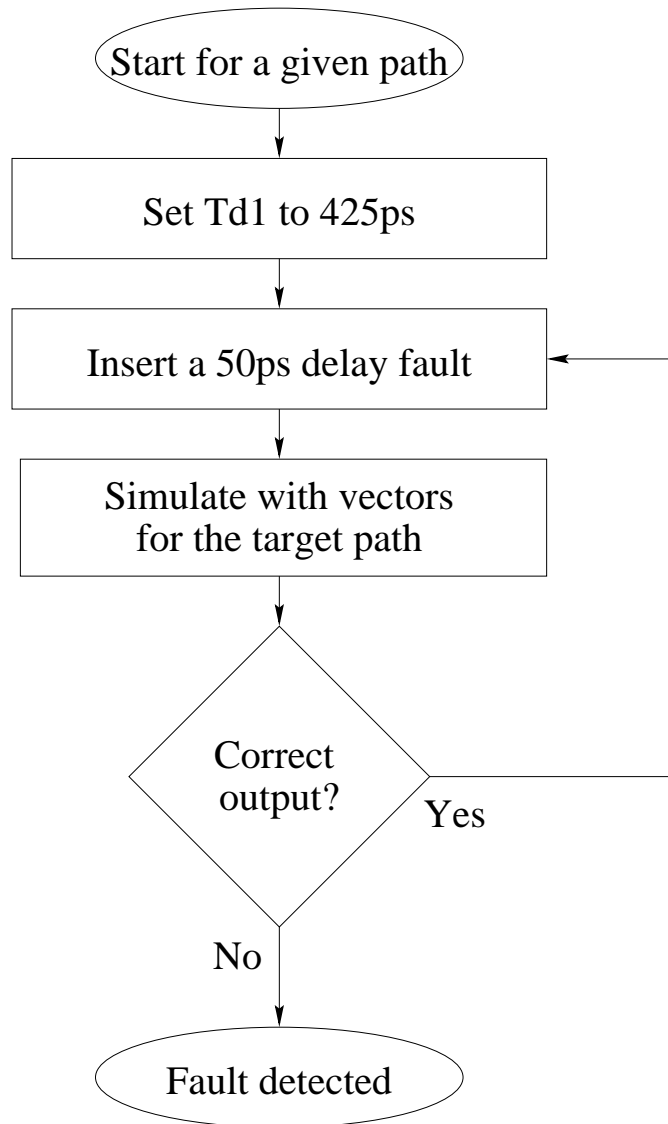 Start for a given path
Set Td1 to 425ps
Insert a 50ps delay fault
Simulate with vectors
for the target path
Correct
output?
Yes
No
Fault detected